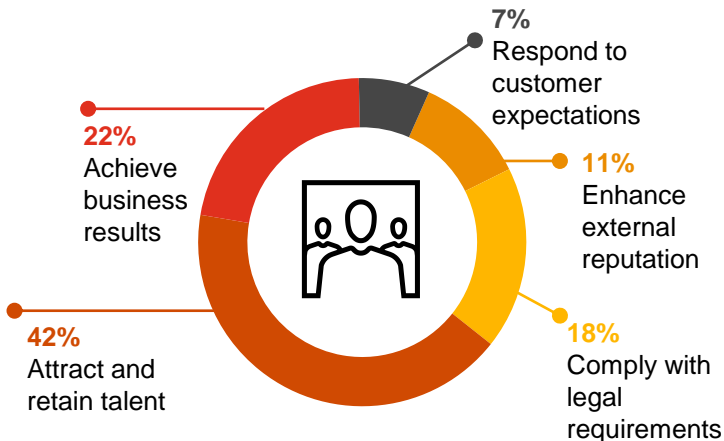 7%
Respond to
customer
expectations
22%
Achieve
business
results
11%
Enhance
external
reputation
42%
Attract and
retain talent
18%
Comply with
legal
requirements